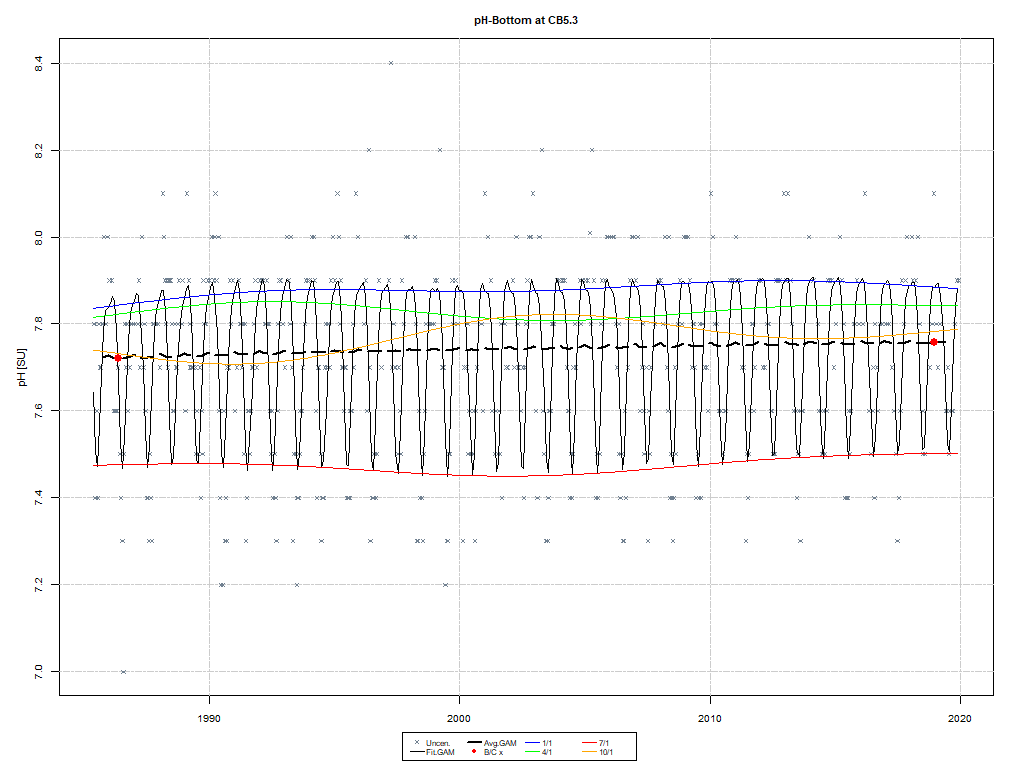 pH-Bottom at CB5.3
8.4
8.2
8.0
7.8
7.6
7.4
7.2
7.0
pH [SU]
1990 2000 2010 2020
Uncen. Avg.GAM 1/1 7/1
Fit.GAM B/C x 4/1 10/1